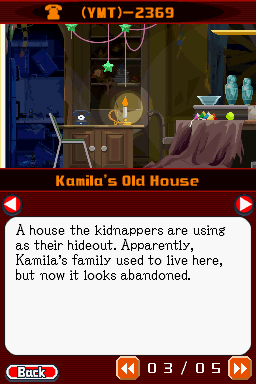 (YMT)-2369
Kamila's Old House
A house the kidnappers are using
as their hideout. Apparently,
Kamila's family used to live here,
but now it looks abandoned.
Back
03/05